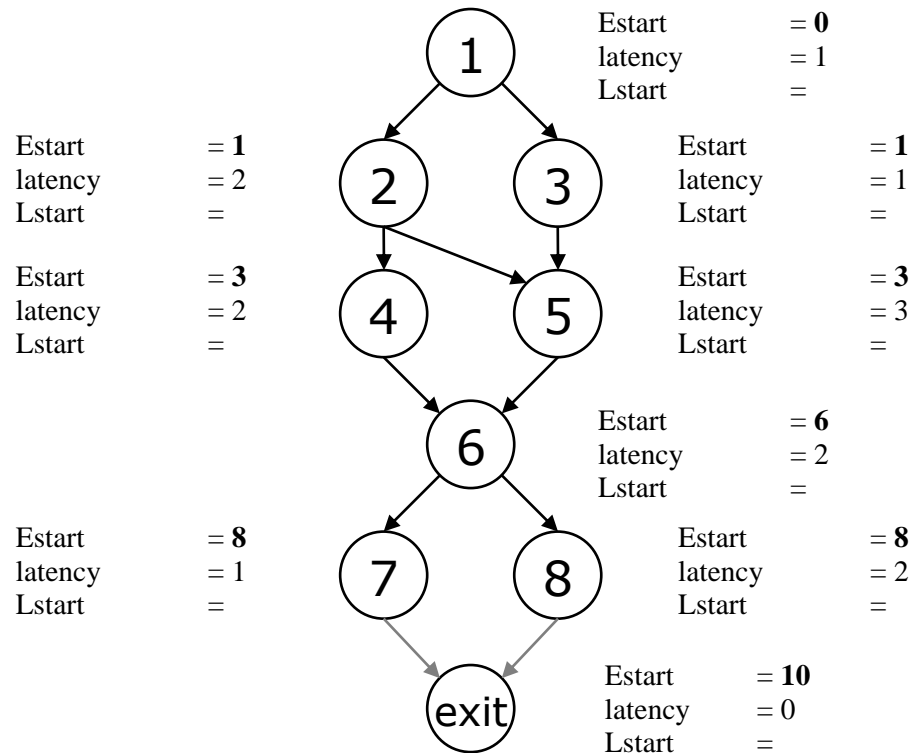 1
Estart = 0
latency = 1
Lstart =
Estart = 1
latency = 2
Lstart =
2
3
Estart = 1
latency = 1
Lstart =
Estart = 3
latency = 2
Lstart =
4
5
Estart = 3
latency = 3
Lstart =
6
Estart = 6
latency = 2
Lstart =
Estart = 8
latency = 1
Lstart =
7
8
Estart = 8
latency = 2
Lstart =
exit
Estart = 10
latency = 0
Lstart =